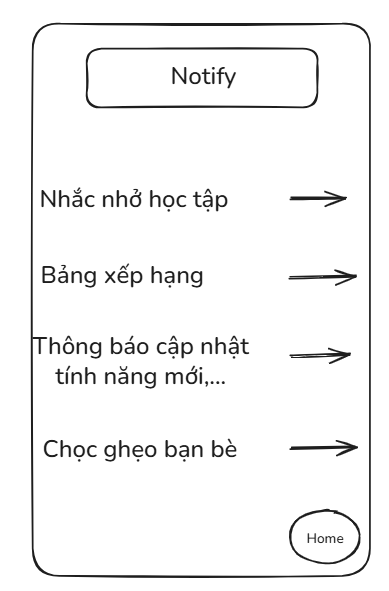 Notify
Nhắc nhở học tập
Bảng xếp hạng
Thông báo cập nhật
tính năng mới,...
Chọc ghẹo bạn bè
Home